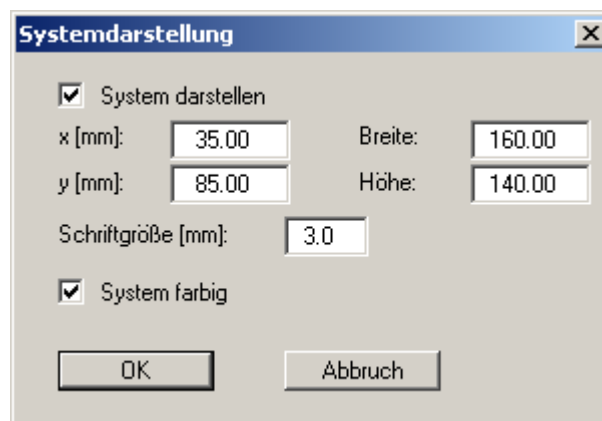 Systemdarstellung
System darstellen
x [mm]: 35.00 Breite: 160.00
y [mm]: 85.00 Höhe: 140.00
Schriftgröße [mm]: 3.0
System farbig
OK Abbruch